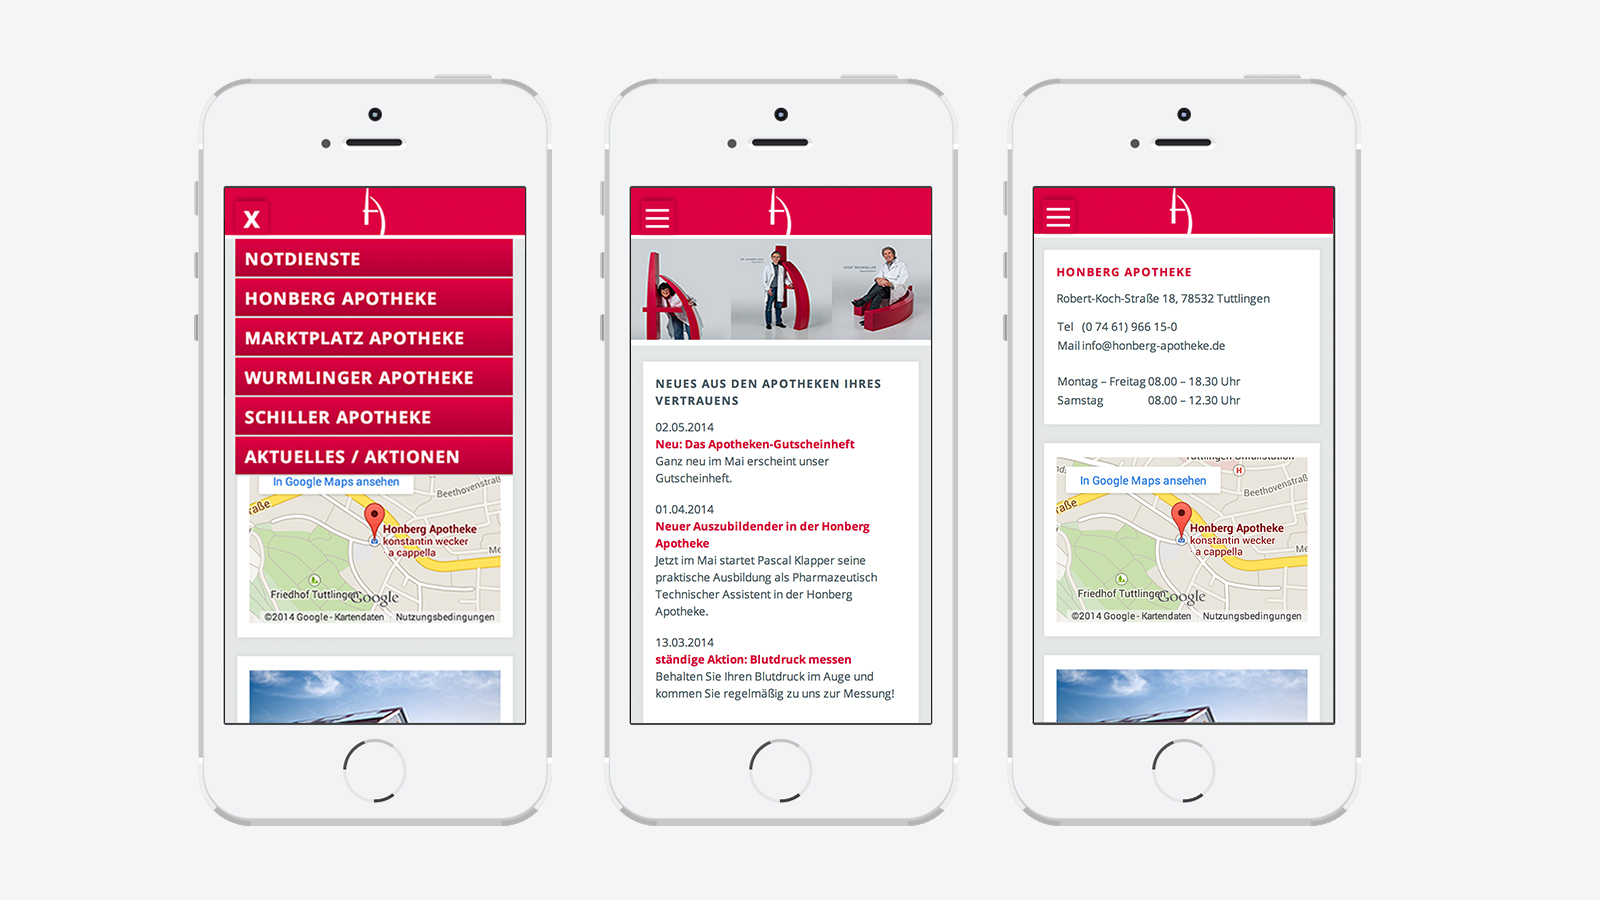 X
NOTDIENSTE
HONBERG APOTHEKE
MARKTPLATZ APOTHEKE
WURMLINGER APOTHEKE
SCHILLER APOTHEKE
AKTUELLES / AKTIONEN
In Google Maps ansehen
Beethovenstraß
aße
Honberg Apotheke
konstantin wecker
a cappella
Me
Friedhof Tuttlingen
Google
©2014 Google - Kartendaten Nutzungsbedingungen
NEUES AUS DEN APOTHEKEN IHRES
VERTRAUENS
02.05.2014
Neu: Das Apotheken-Gutscheinheft
Ganz neu im Mai erscheint unser
Gutscheinheft.
01.04.2014
Neuer Auszubildender in der Honberg
Apotheke
Jetzt im Mai startet Pascal Klapper seine
praktische Ausbildung als Pharmazeutisch
Technischer Assistent in der Honberg
Apotheke.
13.03.2014
ständige Aktion: Blutdruck messen
Behalten Sie Ihren Blutdruck im Auge und
kommen Sie regelmäßig zu uns zur Messung!
HONBERG APOTHEKE
Robert-Koch-Straße 18, 78532 Tuttlingen
Tel (0 74 61) 966 15-0
Mail info@honberg-apotheke.de
Montag – Freitag 08.00 – 18.30 Uhr
Samstag 08.00 – 12.30 Uhr
H
In Google Maps ansehen
Beethovenstraß
aße
Honberg Apotheke
konstantin wecker
a cappella
Me
Friedhof Tuttlingen
Google
©2014 Google - Kartendaten Nutzungsbedingungen